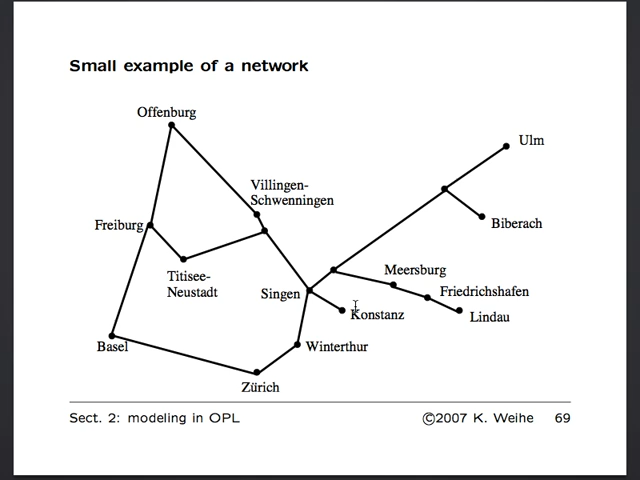 Small example of a network
Offenburg
Ulm
Villingen-
Schwenningen
Freiburg
Biberach
Titisee-
Neustadt
Meersburg
Singen
Friedrichshafen
Konstanz
Lindau
Basel
Winterthur
Zürich
Sect. 2: modeling in OPL
©2007 K. Weihe 69